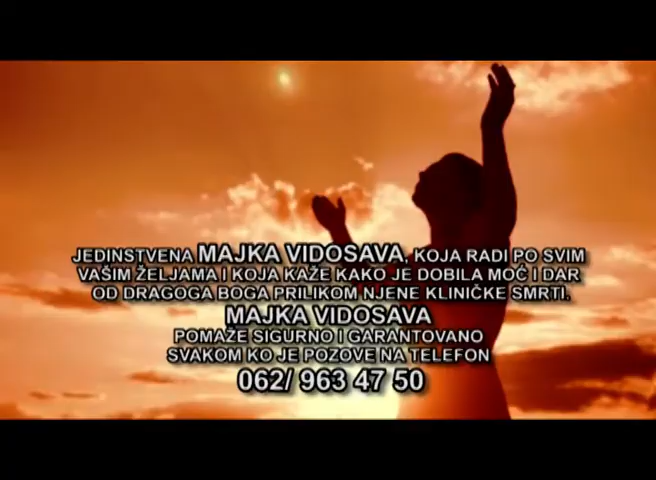 JEDINSTVENA MAJKA VIDOSAVA, KOJA RADI PO SVIM
VAŠIM ŽELJAMA I KOJA KAŽE KAKO JE DOBILA MOĆ I DAR
OD DRAGOGA BOGA PRILIKOM NJENE KLINIČKE SMRTI.
MAJKA VIDOSAVA
POMAŽE SIGURNO I GARANTOVANO
SVAKOM KO JE POZOVE NA TELEFON
062/ 963 47 50